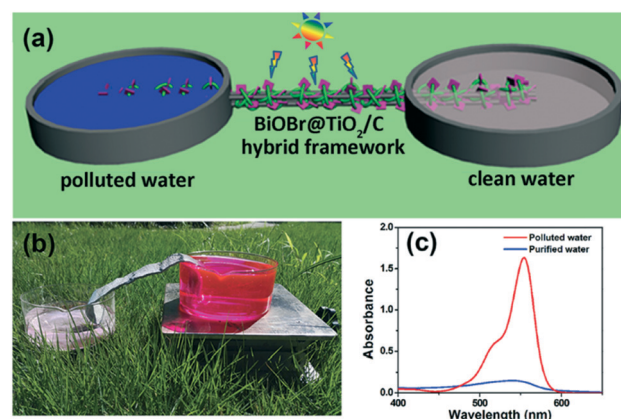 (a)
BiOBr@TiO2/C
hybrid framework
polluted water
clean water
(b)
(c)
2.0
Polluted water
Purified water
1.5
1.0
0.5
0.0
Absorbance
400
500
600
Wavelength (nm)